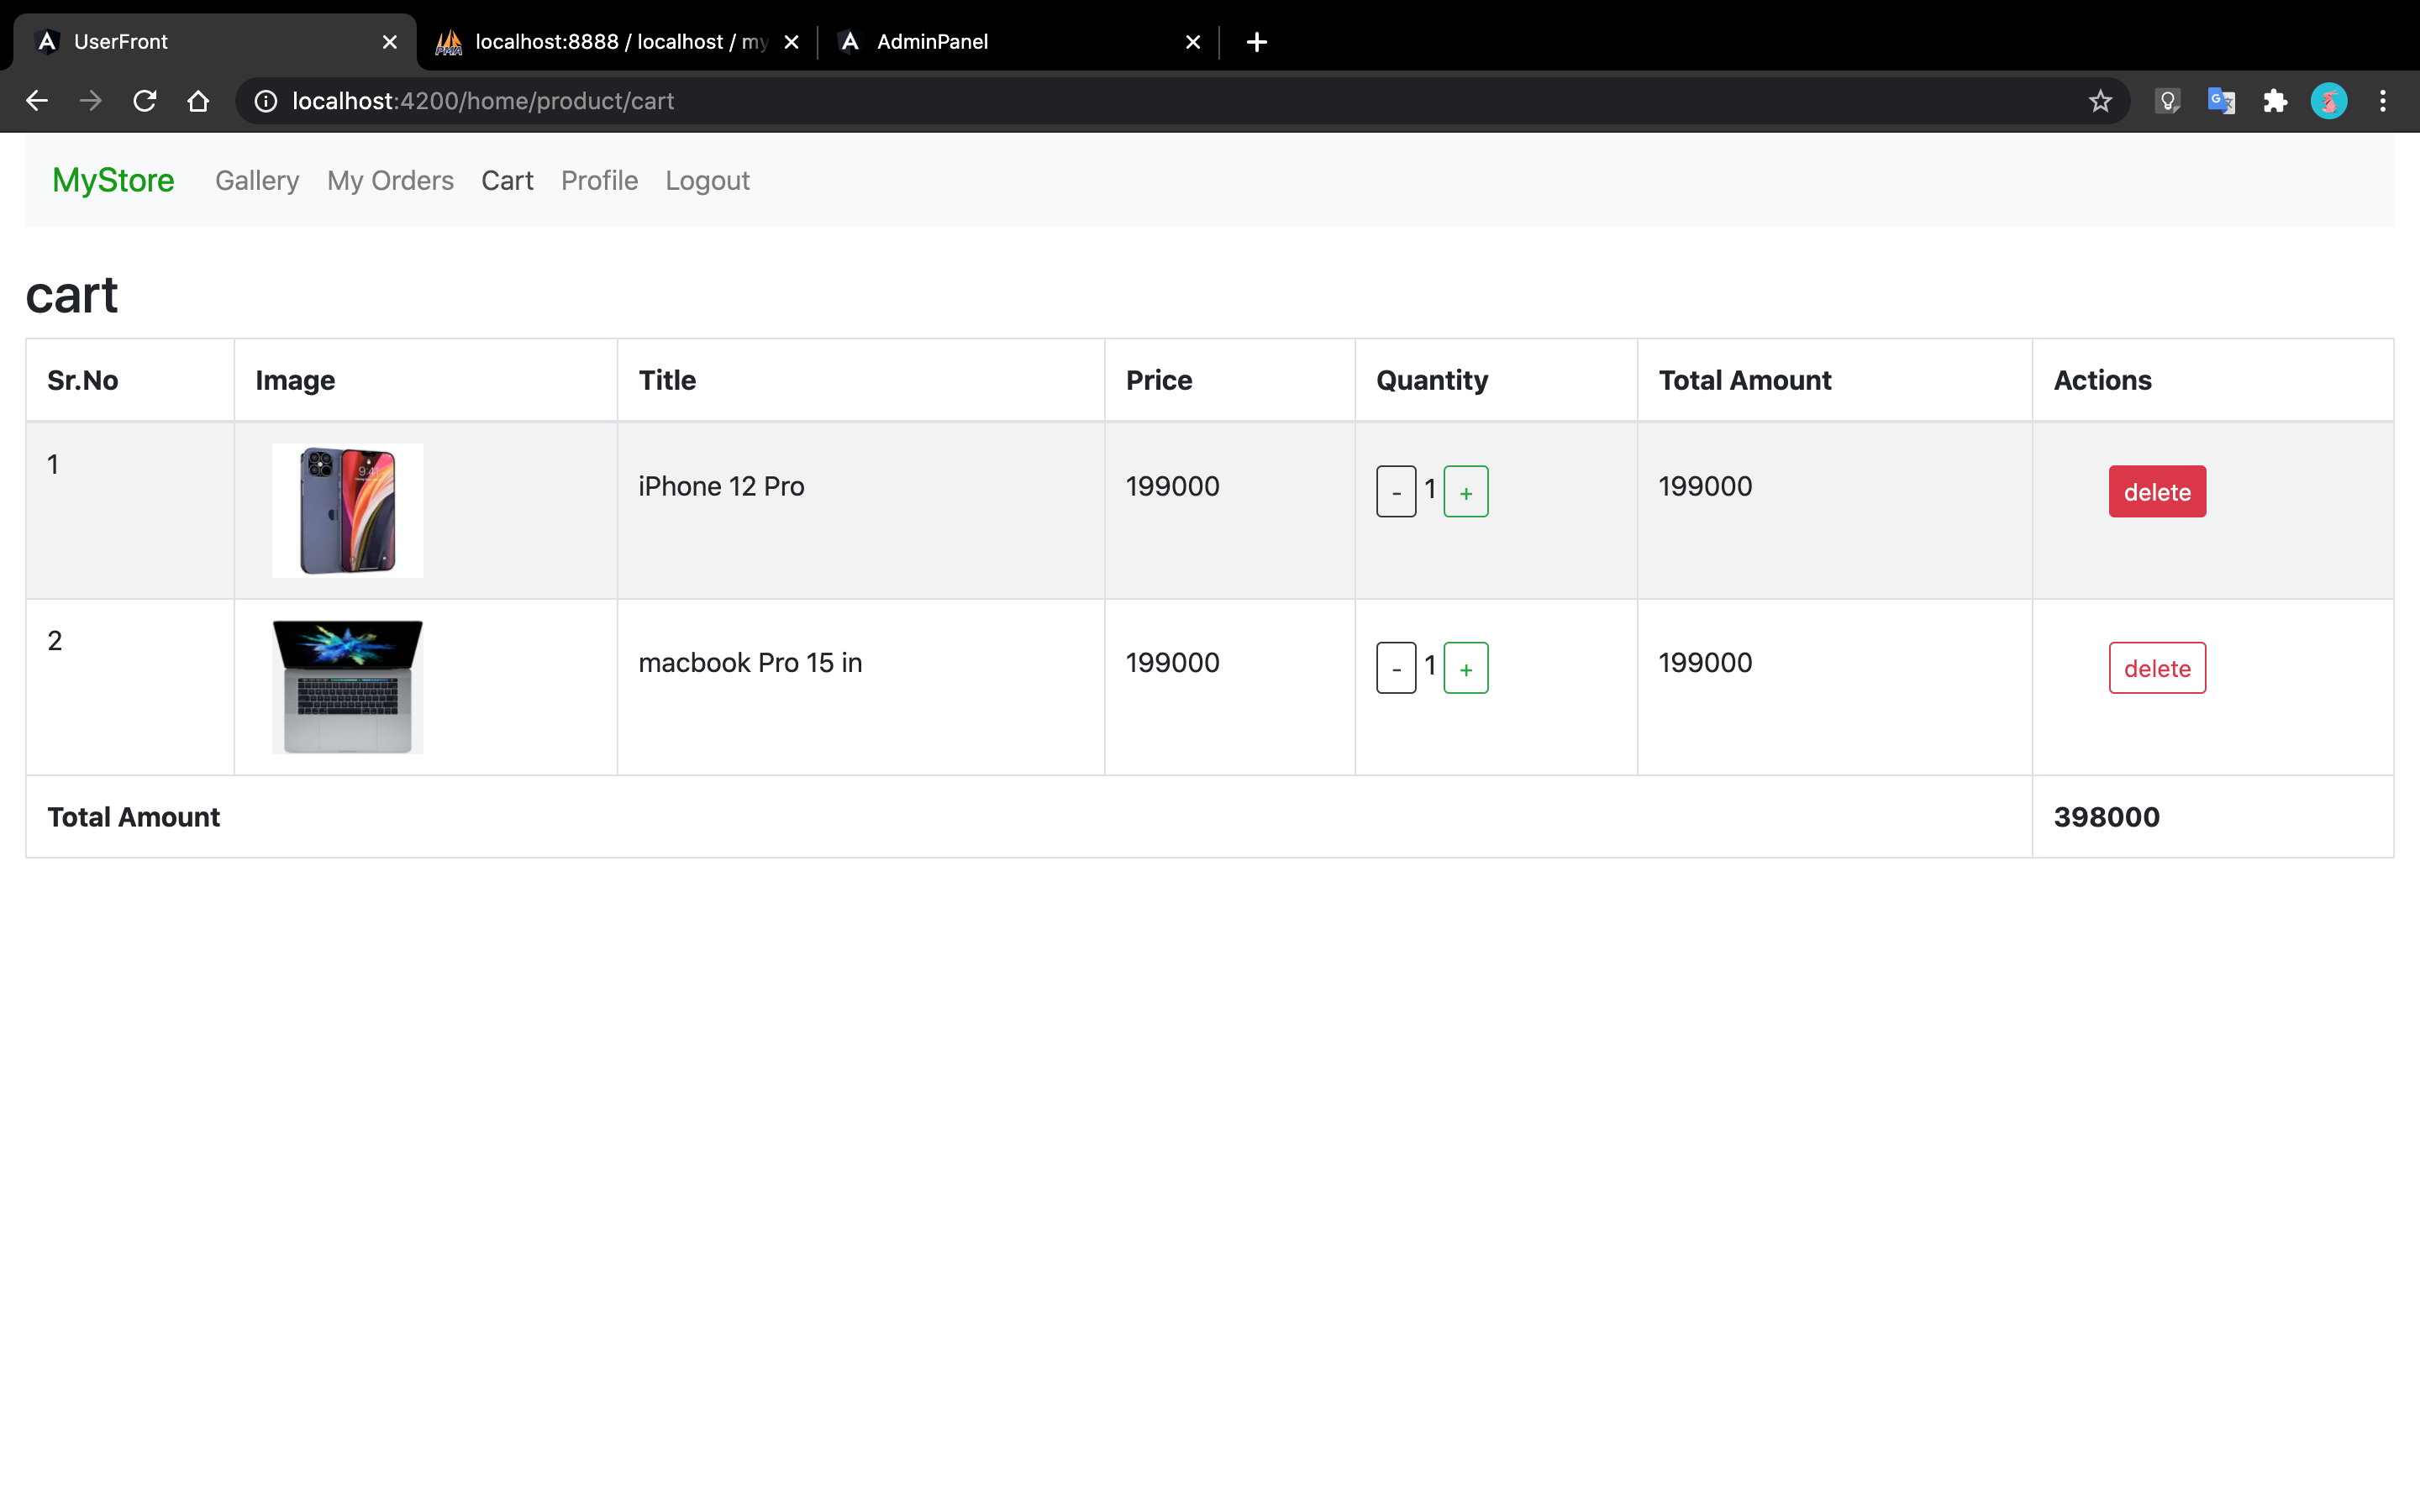 UserFront
localhost:8888 / localhost / my
AdminPanel
localhost:4200/home/product/cart
MyStore Gallery My Orders Cart Profile Logout
cart
Sr.No Image Title Price Quantity Total Amount Actions
1 9:41 iPhone 12 Pro 199000 - 1 + 199000 delete
2 macbook Pro 15 in 199000 - 1 + 199000 delete
Total Amount 398000